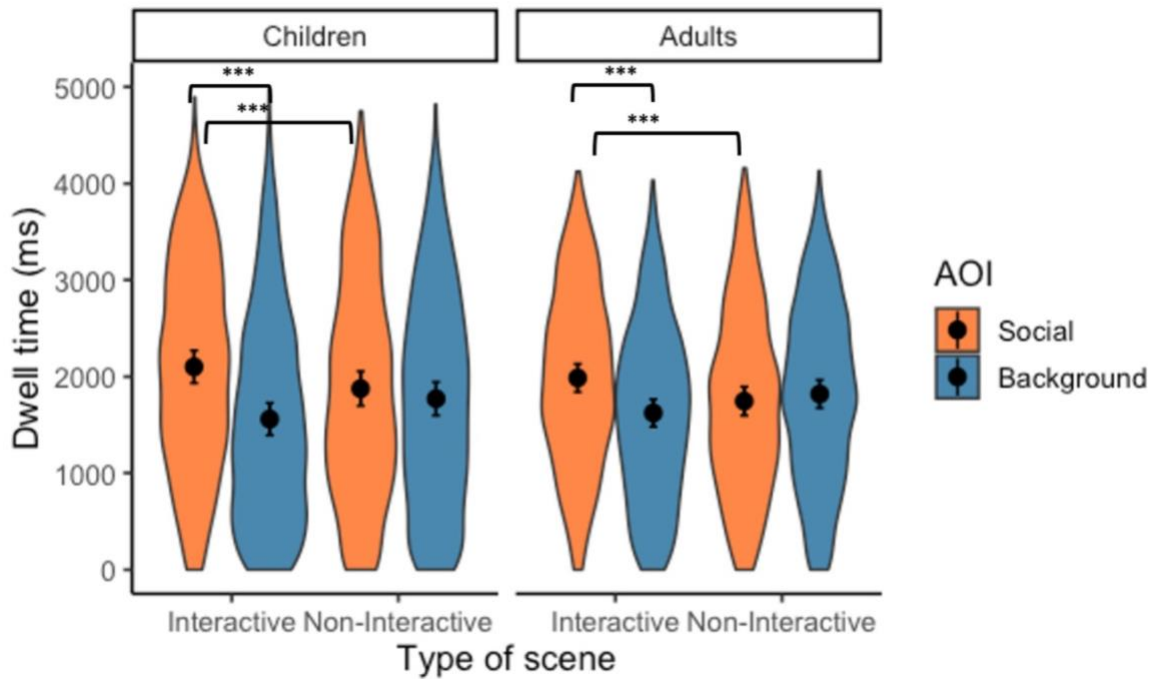 Children
Adults
***
***
***
***
5000
4000
3000
2000
1000
0
Dwell time (ms)
Interactive Non-Interactive
Interactive Non-Interactive
Type of scene
AOI
Social
Background